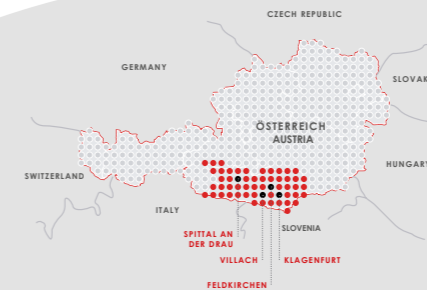 CZECH REPUBLIC
GERMANY
SLOVAK
ÖSTERREICH
AUSTRIA
HUNGARY
SWITZERLAND
ITALY
SLOVENIA
SPITTAL AN
DER DRAU
VILLACH
KLAGENFURT
FELDKIRCHEN